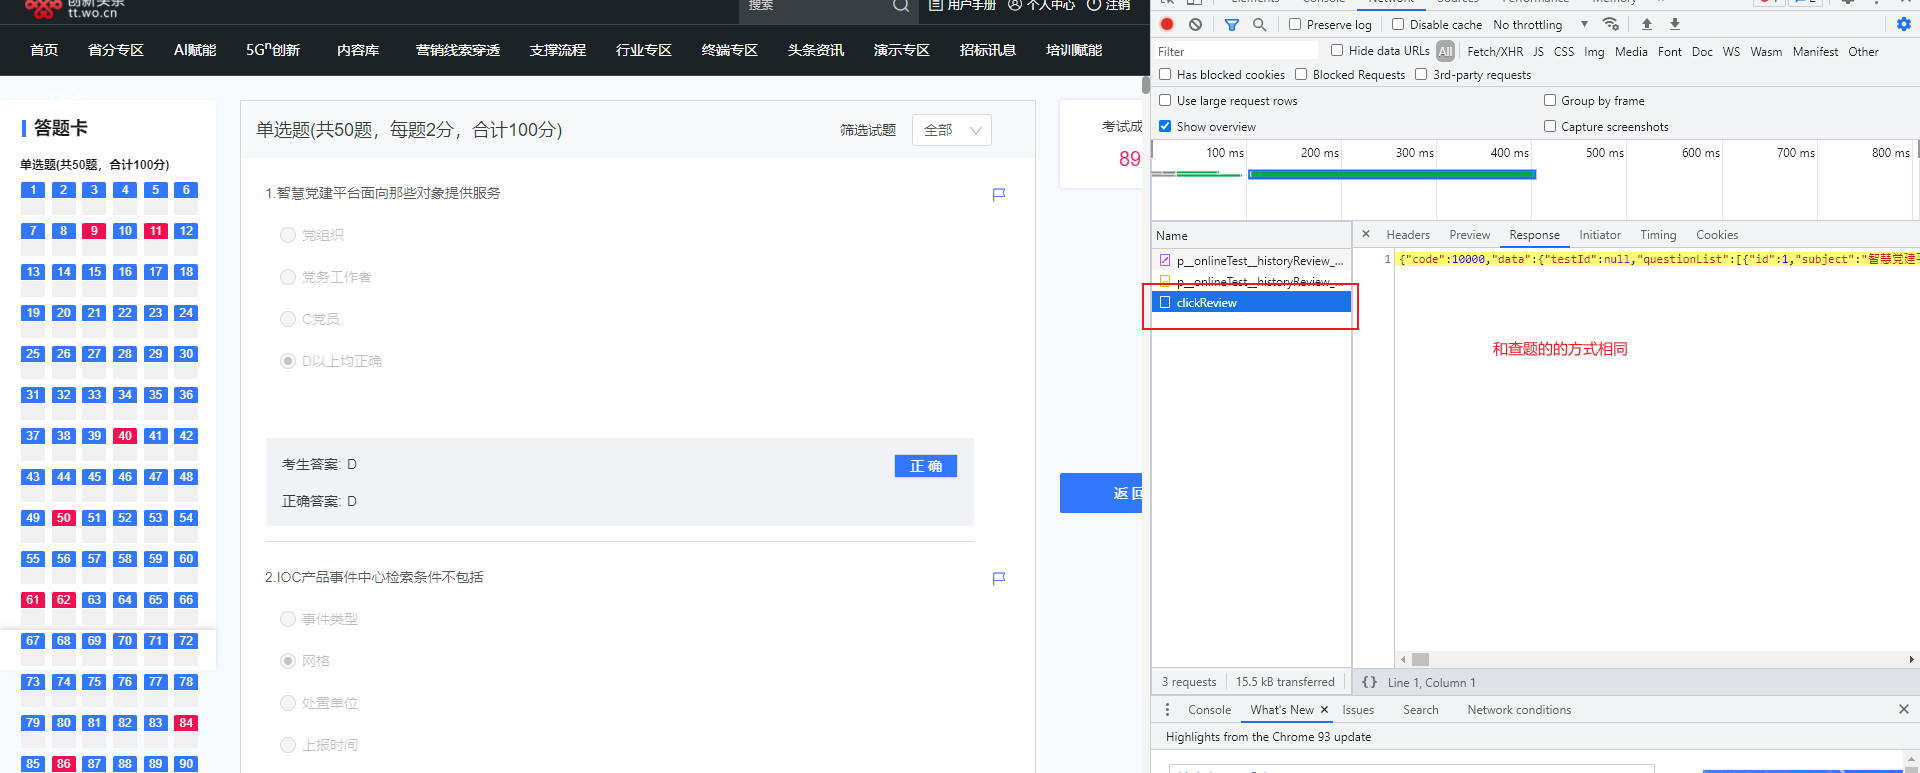 创新头条
tt.wo.cn
搜索
用户手册 个人中心 注销
首页 省分专区 AI赋能 5Gⁿ创新 内容库 营销线索穿透 支撑流程 行业专区 终端专区 头条资讯 演示专区 招标讯息 培训赋能
答题卡
单选题(共50题，合计100分)
1 2 3 4 5 6
7 8 9 10 11 12
13 14 15 16 17 18
19 20 21 22 23 24
25 26 27 28 29 30
31 32 33 34 35 36
37 38 39 40 41 42
43 44 45 46 47 48
49 50 51 52 53 54
55 56 57 58 59 60
61 62 63 64 65 66
67 68 69 70 71 72
73 74 75 76 77 78
79 80 81 82 83 84
85 86 87 88 89 90
单选题(共50题，每题2分，合计100分)
筛选试题 全部
1.智慧党建平台面向那些对象提供服务
党组织
党务工作者
C党员
D以上均正确
考生答案: D
正确
正确答案: D
2.IOC产品事件中心检索条件不包括
事件类型
网格
处置单位
上报时间
考试成
89
返回
Elements Console Network Sources Performance Memory
Preserve log Disable cache No throttling
Filter
Hide data URLs All Fetch/XHR JS CSS Img Media Font Doc WS Wasm Manifest Other
Has blocked cookies Blocked Requests 3rd-party requests
Use large request rows Group by frame
Show overview Capture screenshots
100 ms 200 ms 300 ms 400 ms 500 ms 600 ms 700 ms 800 ms
Name
p__onlineTest__historyReview_...
p__onlineTest__historyReview_...
clickReview
× Headers Preview Response Initiator Timing Cookies
1 {"code":10000,"data":{"testId":null,"questionList":[{"id":1,"subject":"智慧党建平
和查题的的方式相同
3 requests 15.5 kB transferred
{} Line 1, Column 1
Console What's New × Issues Search Network conditions
Highlights from the Chrome 93 update